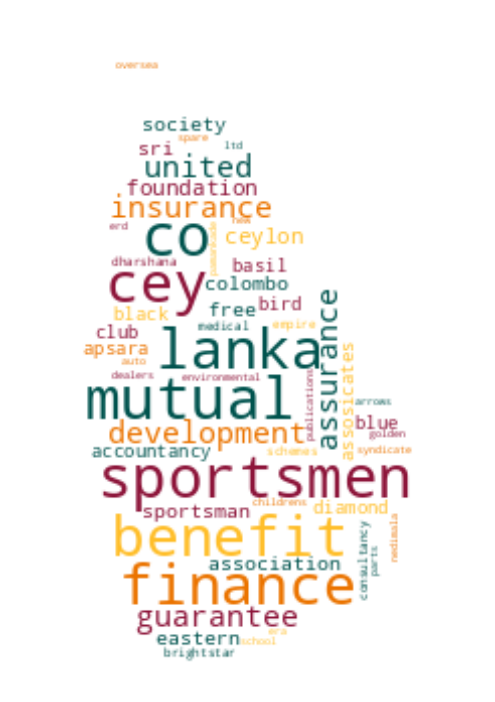 oversea
society
spare
sri
ltd
united
foundation
insurance
new
erd
co
pamankade
ceylon
dharshana
basil
cey
colombo
black
free
bird
medical
empire
club
lanka
apsara
auto
assurance
dealers
environmental
publications
associates
mutual
arrows
blue
golden
development
accountancy
schemes
syndicate
sportsmen
childrens
sportsman
diamond
benefit
nedimala
consultancy
parts
association
finance
guarantee
era
eastern
school
brightstar